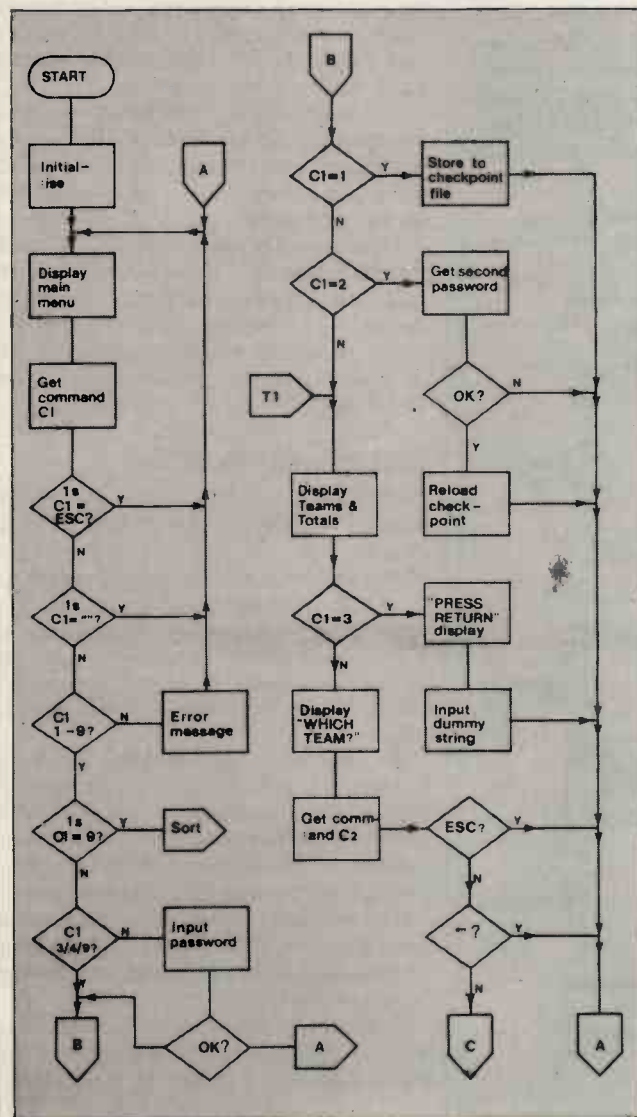 START
Initial-
ise
A
Display
main
menu
Get
command
C1
Is
C1 =
ESC?
Y
N
Is
C1= ""?
Y
N
C1
1-9?
N
Error
message
Y
Is
C1= 9?
Y
Sort
N
C1
3/4/9?
N
Input
password
Y
B
OK?
A
B
C1=1
Y
Store to
checkpoint
file
N
C1=2
Y
Get second
password
N
T1
OK?
N
Y
Reload
check-
point
Display
Teams &
Totals
C1=3
Y
"PRESS
RETURN"
display
N
Display
"WHICH
TEAM?"
Input
dummy
string
Get comm-
and C2
ESC?
Y
N
"" ?
Y
N
C
A